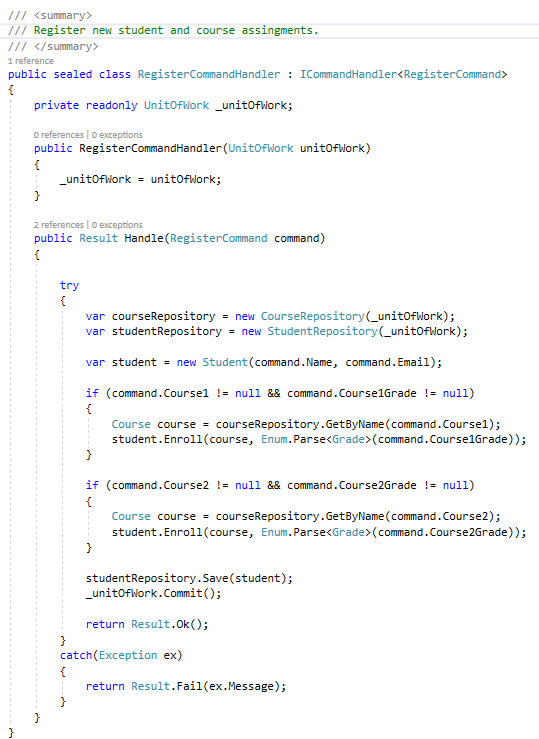 /// <summary>
/// Register new student and course assingments.
/// </summary>
1 reference
public sealed class RegisterCommandHandler : ICommandHandler<RegisterCommand>
{
private readonly UnitOfWork _unitOfWork;
0 references | 0 exceptions
public RegisterCommandHandler(UnitOfWork unitOfWork)
{
_unitOfWork = unitOfWork;
}
2 references | 0 exceptions
public Result Handle(RegisterCommand command)
{
try
{
var courseRepository = new CourseRepository(_unitOfWork);
var studentRepository = new StudentRepository(_unitOfWork);
var student = new Student(command.Name, command.Email);
if (command.Course1 != null && command.Course1Grade != null)
{
Course course = courseRepository.GetByName(command.Course1);
student.Enroll(course, Enum.Parse<Grade>(command.Course1Grade));
}
if (command.Course2 != null && command.Course2Grade != null)
{
Course course = courseRepository.GetByName(command.Course2);
student.Enroll(course, Enum.Parse<Grade>(command.Course2Grade));
}
studentRepository.Save(student);
_unitOfWork.Commit();
return Result.Ok();
}
catch(Exception ex)
{
return Result.Fail(ex.Message);
}
}
}